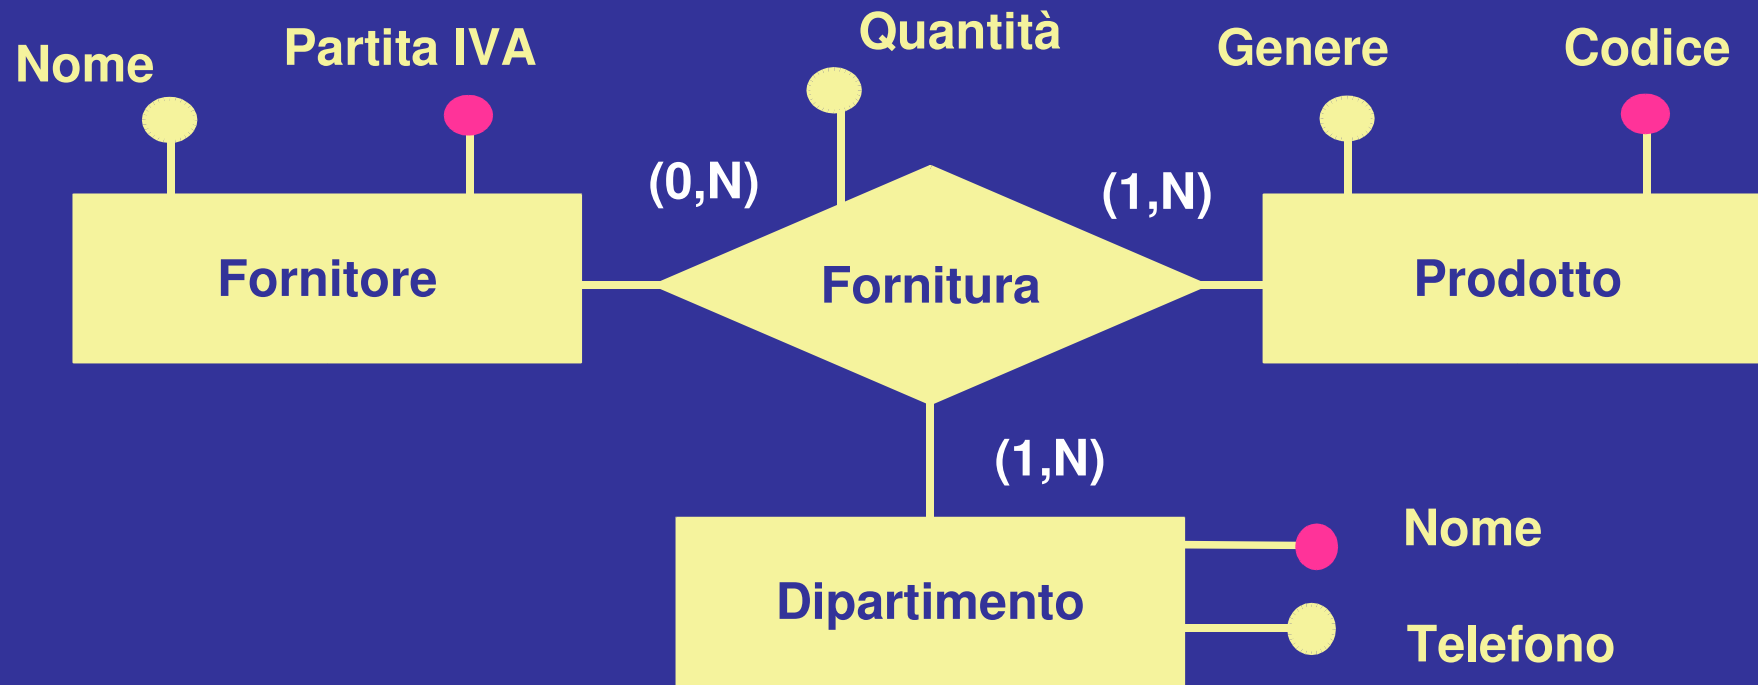 Nome
Partita IVA
Quantità
Genere
Codice
(0,N)
(1,N)
Fornitore
Fornitura
Prodotto
(1,N)
Dipartimento
Nome
Telefono